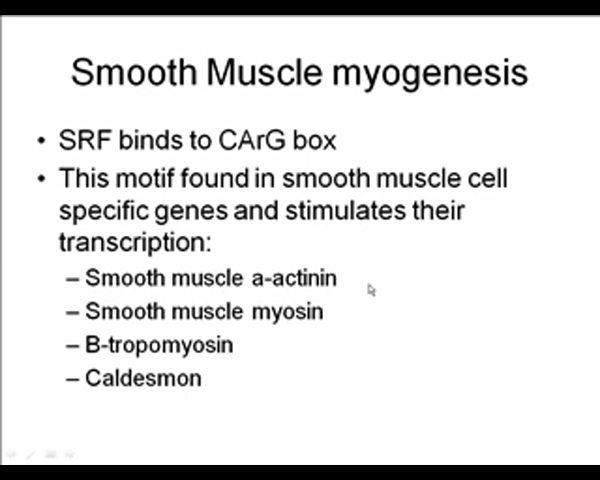 Smooth Muscle myogenesis
• SRF binds to CArG box
• This motif found in smooth muscle cell
specific genes and stimulates their
transcription:
– Smooth muscle a-actinin
– Smooth muscle myosin
– B-tropomyosin
– Caldesmon